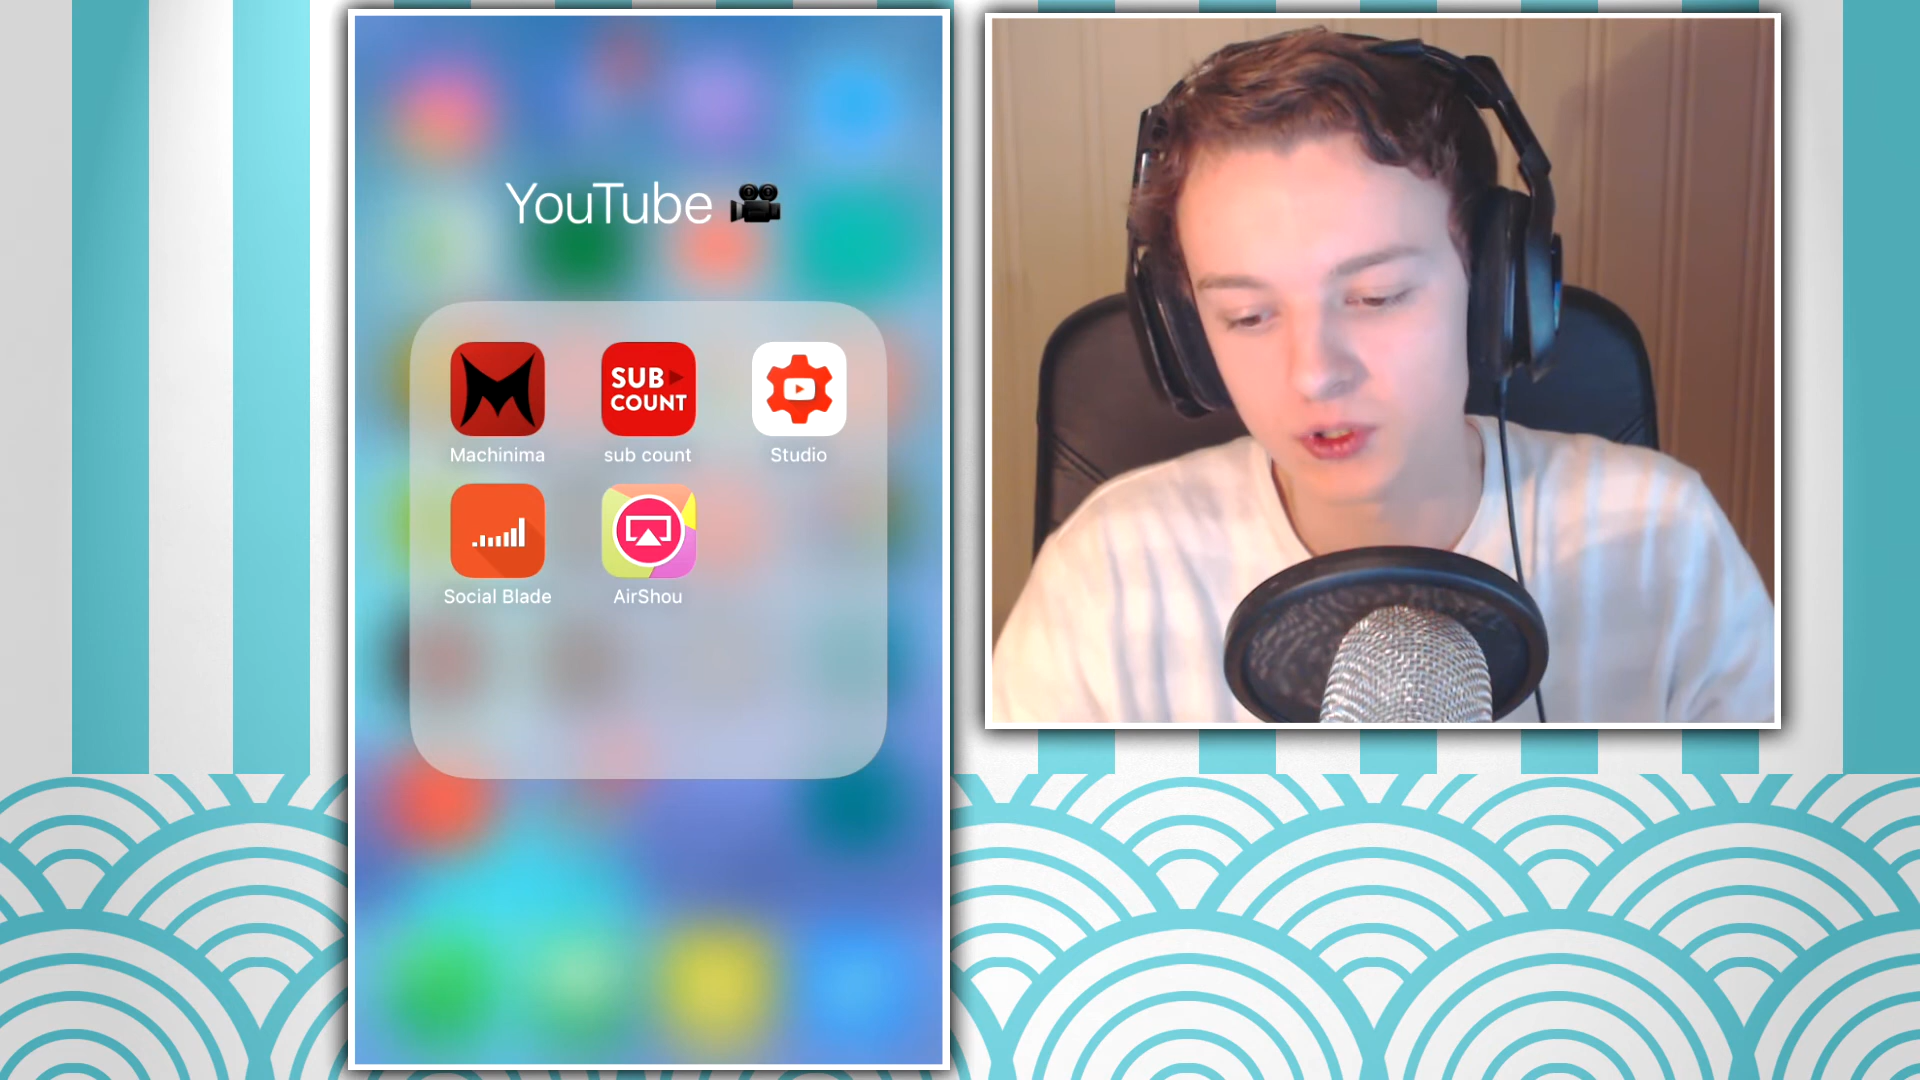 YouTube 🎥
SUB
COUNT
Machinima
sub count
Studio
Social Blade
AirShou